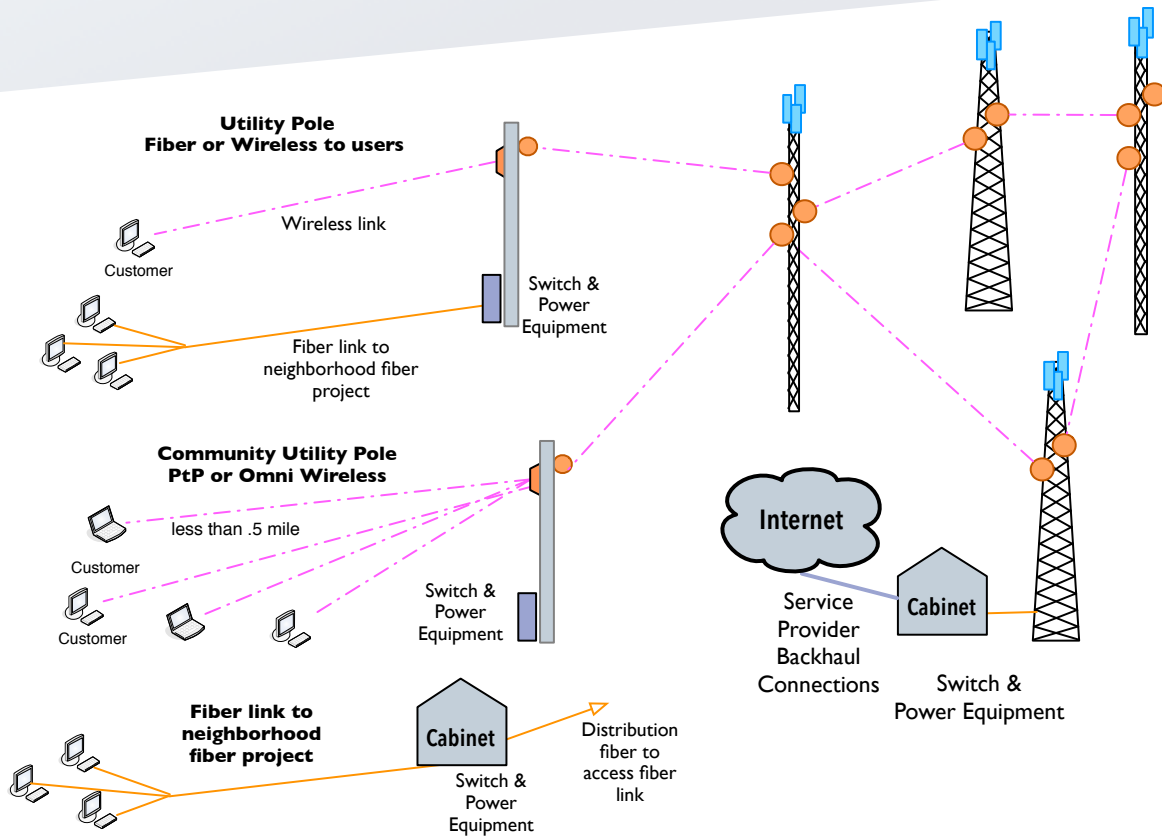 Utility Pole
Fiber or Wireless to users
Wireless link
Customer
Switch &
Power
Equipment
Fiber link to
neighborhood fiber
project
Community Utility Pole
PtP or Omni Wireless
less than .5 mile
Customer
Customer
Switch &
Power
Equipment
Internet
Cabinet
Service
Provider
Backhaul
Connections
Switch &
Power Equipment
Fiber link to
neighborhood
fiber project
Cabinet
Switch &
Power
Equipment
Distribution
fiber to
access fiber
link